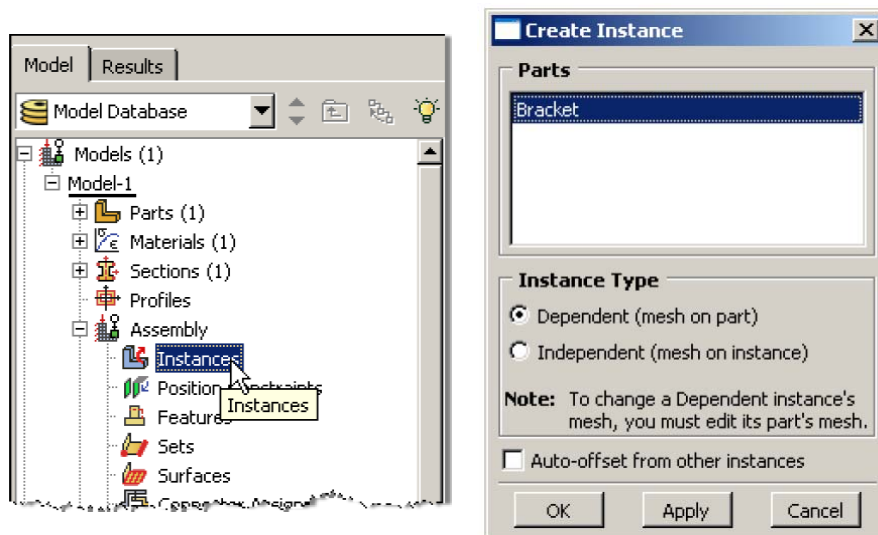 Model
Results
Model Database
Models (1)
Model-1
Parts (1)
Materials (1)
Sections (1)
Profiles
Assembly
Instances
Position Constraints
Instances
Features
Sets
Surfaces
Create Instance
Parts
Bracket
Instance Type
Dependent (mesh on part)
Independent (mesh on instance)
Note: To change a Dependent instance's
mesh, you must edit its part's mesh.
Auto-offset from other instances
OK
Apply
Cancel